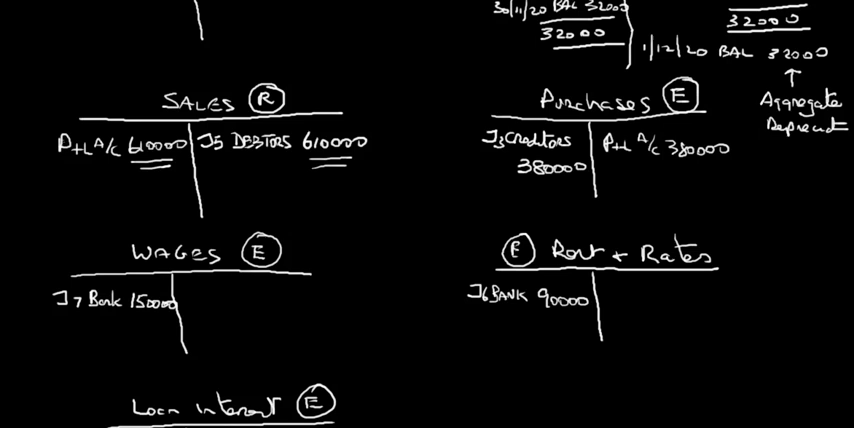 30/11/20 BAL 32000
32000
32000
1/12/20 BAL 32000
↑
Aggregate
Depreciat
SALES R
P+L A/C 610000
J5 DEBTORS 610000
Purchases E
J3 Creditors
380000
P+L A/C 380000
WAGES E
J7 Bank 150000
E Rent + Rates
J6 BANK 90000
Loan interest E